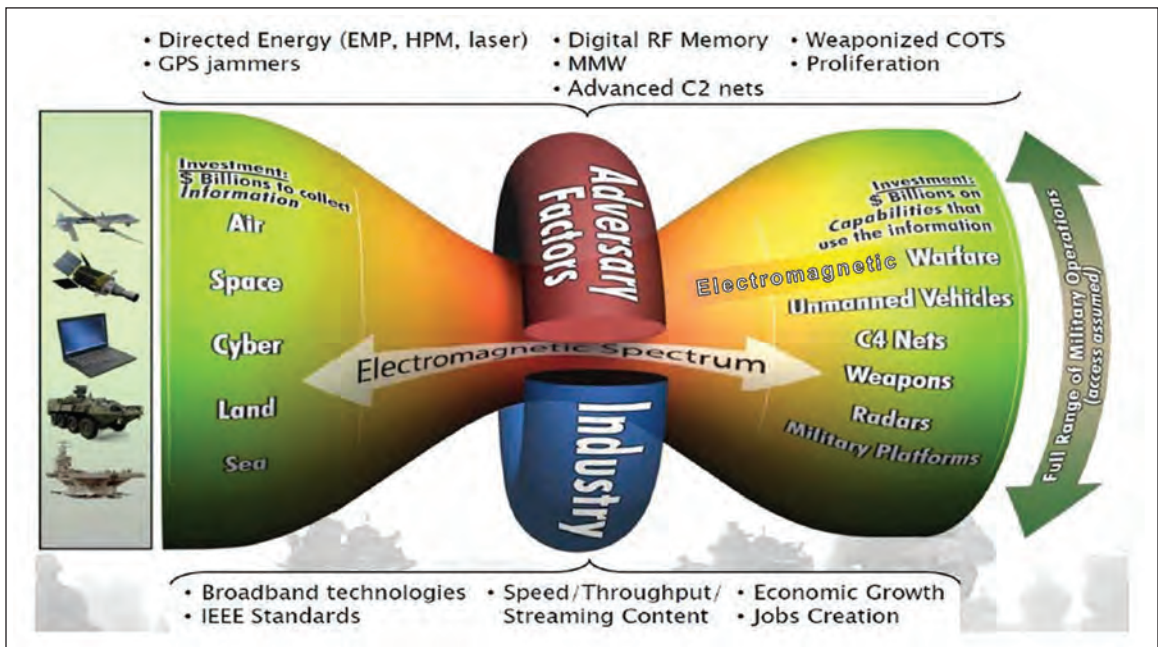 • Directed Energy (EMP, HPM, laser)
• GPS jammers
• Digital RF Memory
• MMW
• Advanced C2 nets
• Weaponized COTS
• Proliferation
Investment:
$ Billions to collect
Information
Air
Space
Cyber
Land
Sea
Adversary
Factors
Electromagnetic Spectrum
Industry
Investment:
$ Billions on
Capabilities that
use the information
Electromagnetic Warfare
Unmanned Vehicles
C4 Nets
Weapons
Radars
Military Platforms
Full Range of Military Operations
(access assumed)
• Broadband technologies
• IEEE Standards
• Speed/Throughput/
Streaming Content
• Economic Growth
• Jobs Creation